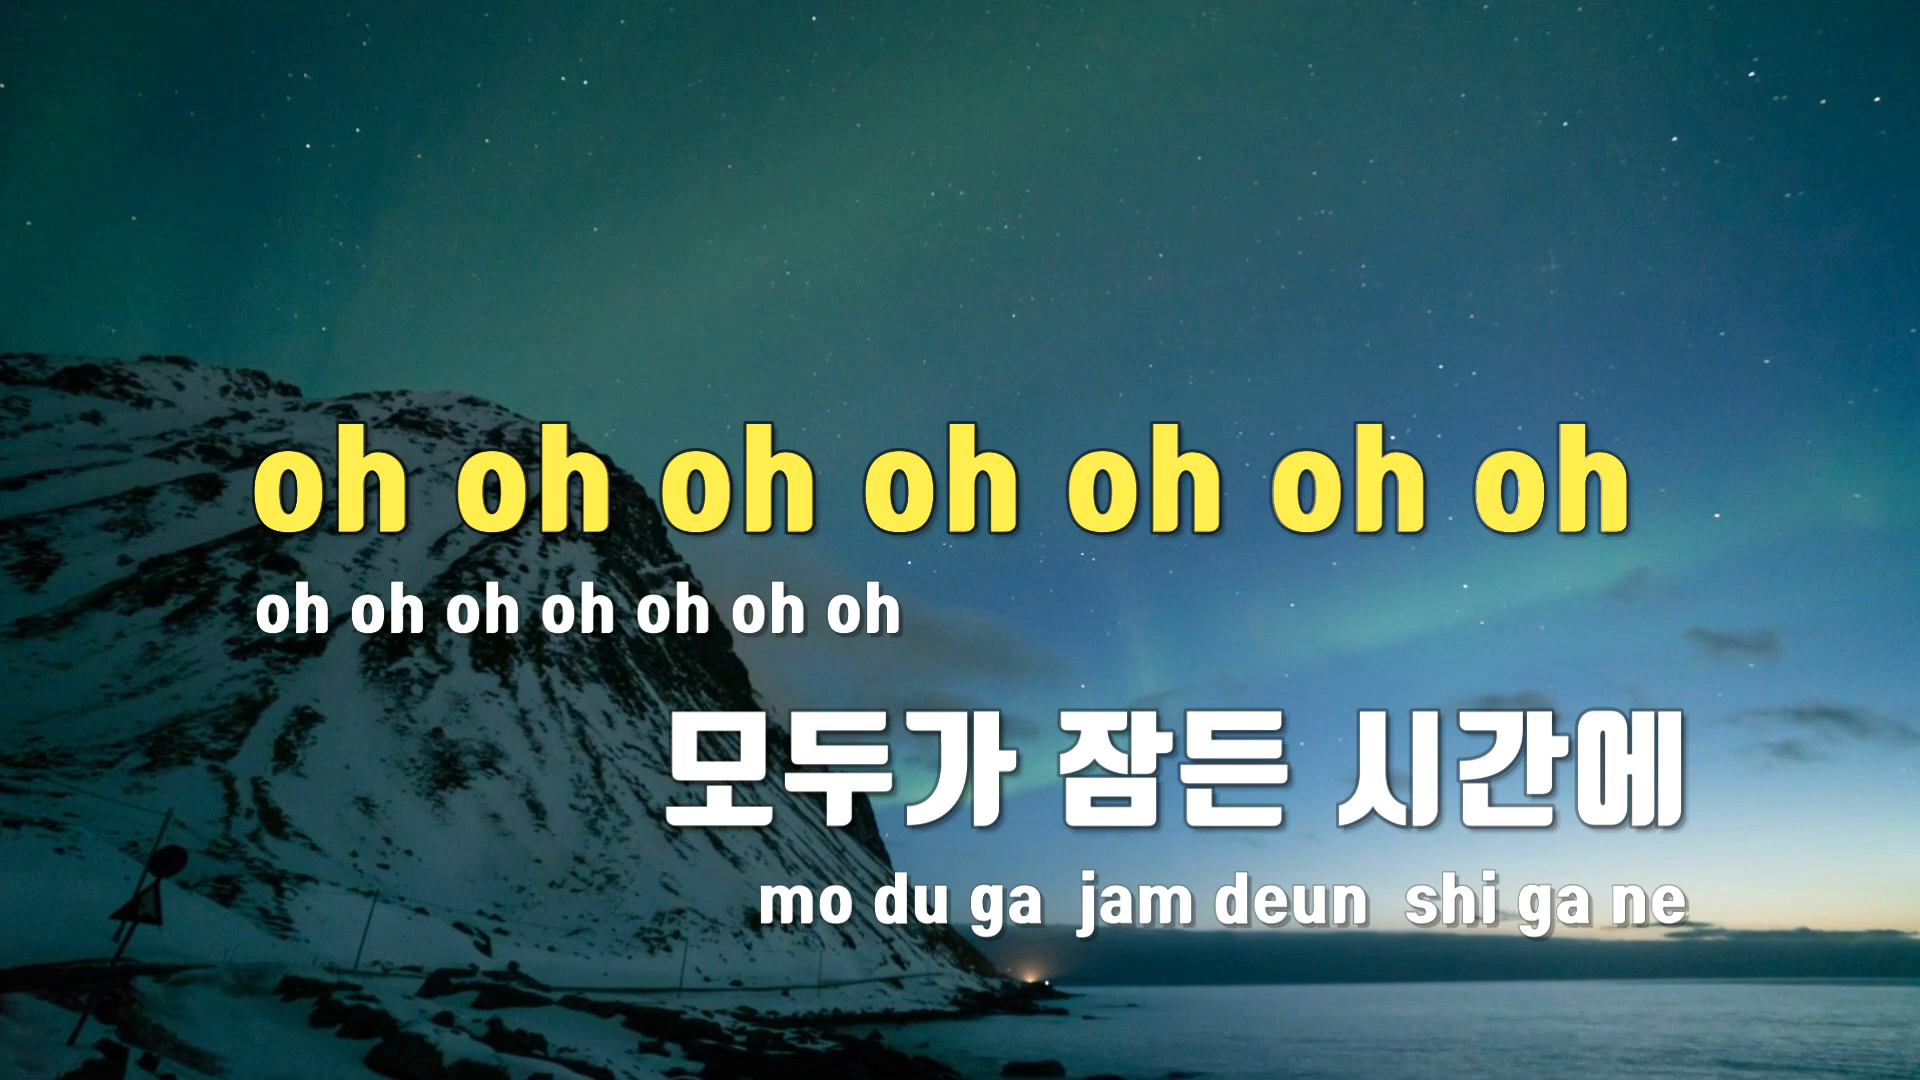 oh oh oh oh oh oh oh
oh oh oh oh oh oh oh
모두가 잠든 시간에
mo du ga jam deun shi ga ne